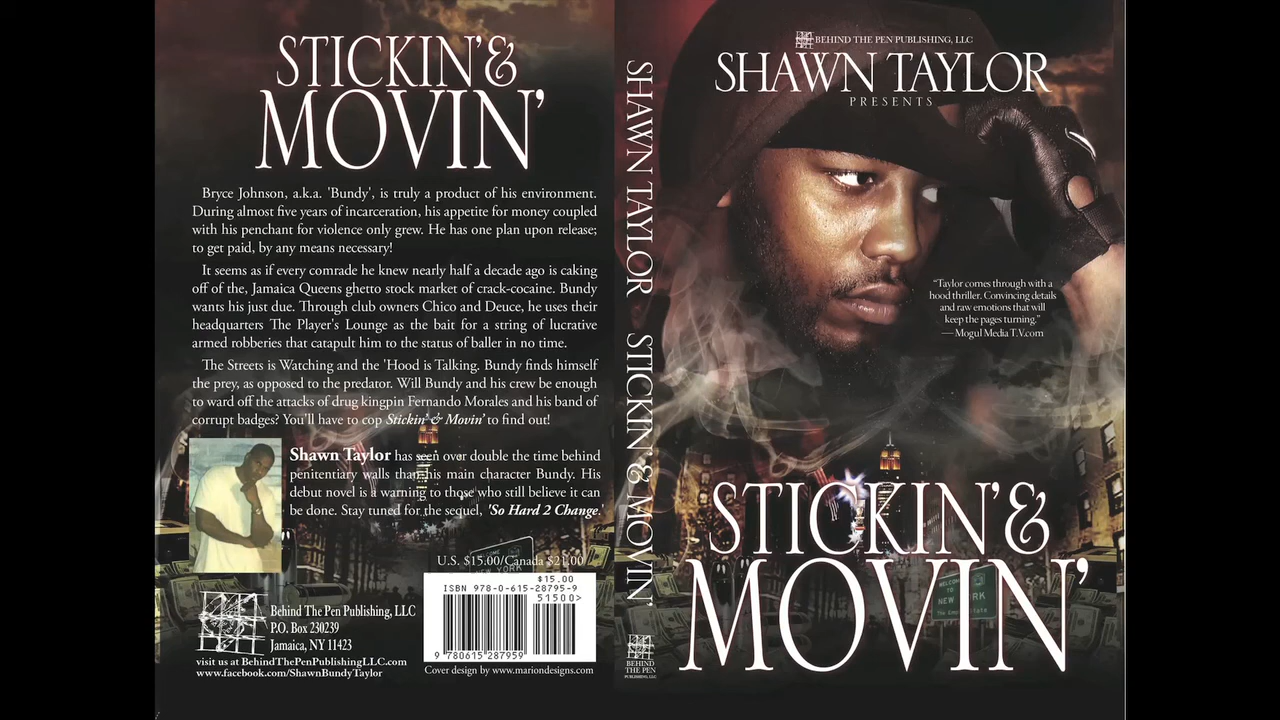 STICKIN' &
MOVIN'
Bryce Johnson, a.k.a. 'Bundy', is truly a product of his environment.
During almost five years of incarceration, his appetite for money coupled
with his penchant for violence only grew. He has one plan upon release;
to get paid, by any means necessary!
It seems as if every comrade he knew nearly half a decade ago is caking
off of the, Jamaica Queens ghetto stock market of crack-cocaine. Bundy
wants his just due. Through club owners Chico and Deuce, he uses their
headquarters The Player's Lounge as the bait for a string of lucrative
armed robberies that catapult him to the status of baller in no time.
The Streets is Watching and the 'Hood is Talking. Bundy finds himself
the prey, as opposed to the predator. Will Bundy and his crew be enough
to ward off the attacks of drug kingpin Fernando Morales and his band of
corrupt badges? You'll have to cop Stickin' & Movin' to find out!
Shawn Taylor has seen over double the time behind
penitentiary walls than his main character Bundy. His
debut novel is a warning to those who still believe it can
be done. Stay tuned for the sequel, 'So Hard 2 Change.'
U.S. $15.00/Canada $21.00
$15.00
ISBN 978-0-615-28795-9
51500>
9 780615 287959
Cover design by www.mariondesigns.com
Behind The Pen Publishing, LLC
P.O. Box 230239
Jamaica, NY 11423
visit us at BehindThePenPublishingLLC.com
www.facebook.com/ShawnBundyTaylor
SHAWN TAYLOR STICKIN' & MOVIN'
BEHIND
THE PEN
PUBLISHING, LLC
BEHIND THE PEN PUBLISHING, LLC
SHAWN TAYLOR
PRESENTS
"Taylor comes through with a
hood thriller. Convincing details
and raw emotions that will
keep the pages turning."
— Mogul Media T.V.com
STICKIN' &
MOVIN'
WELCOME
TO
NEW YORK
The Empire State